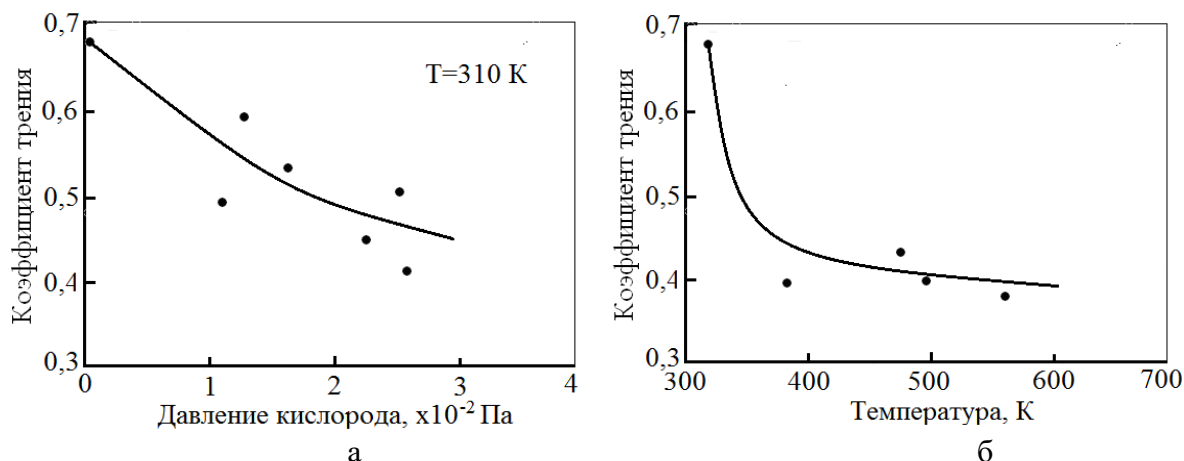 Коэффициент трения
0,7
0,6
0,5
0,4
0,3
T=310 K
0
1
2
3
4
Давление кислорода, x10⁻² Па
а
Коэффициент трения
0,7
0,6
0,5
0,4
0,3
300
400
500
600
700
Температура, К
б